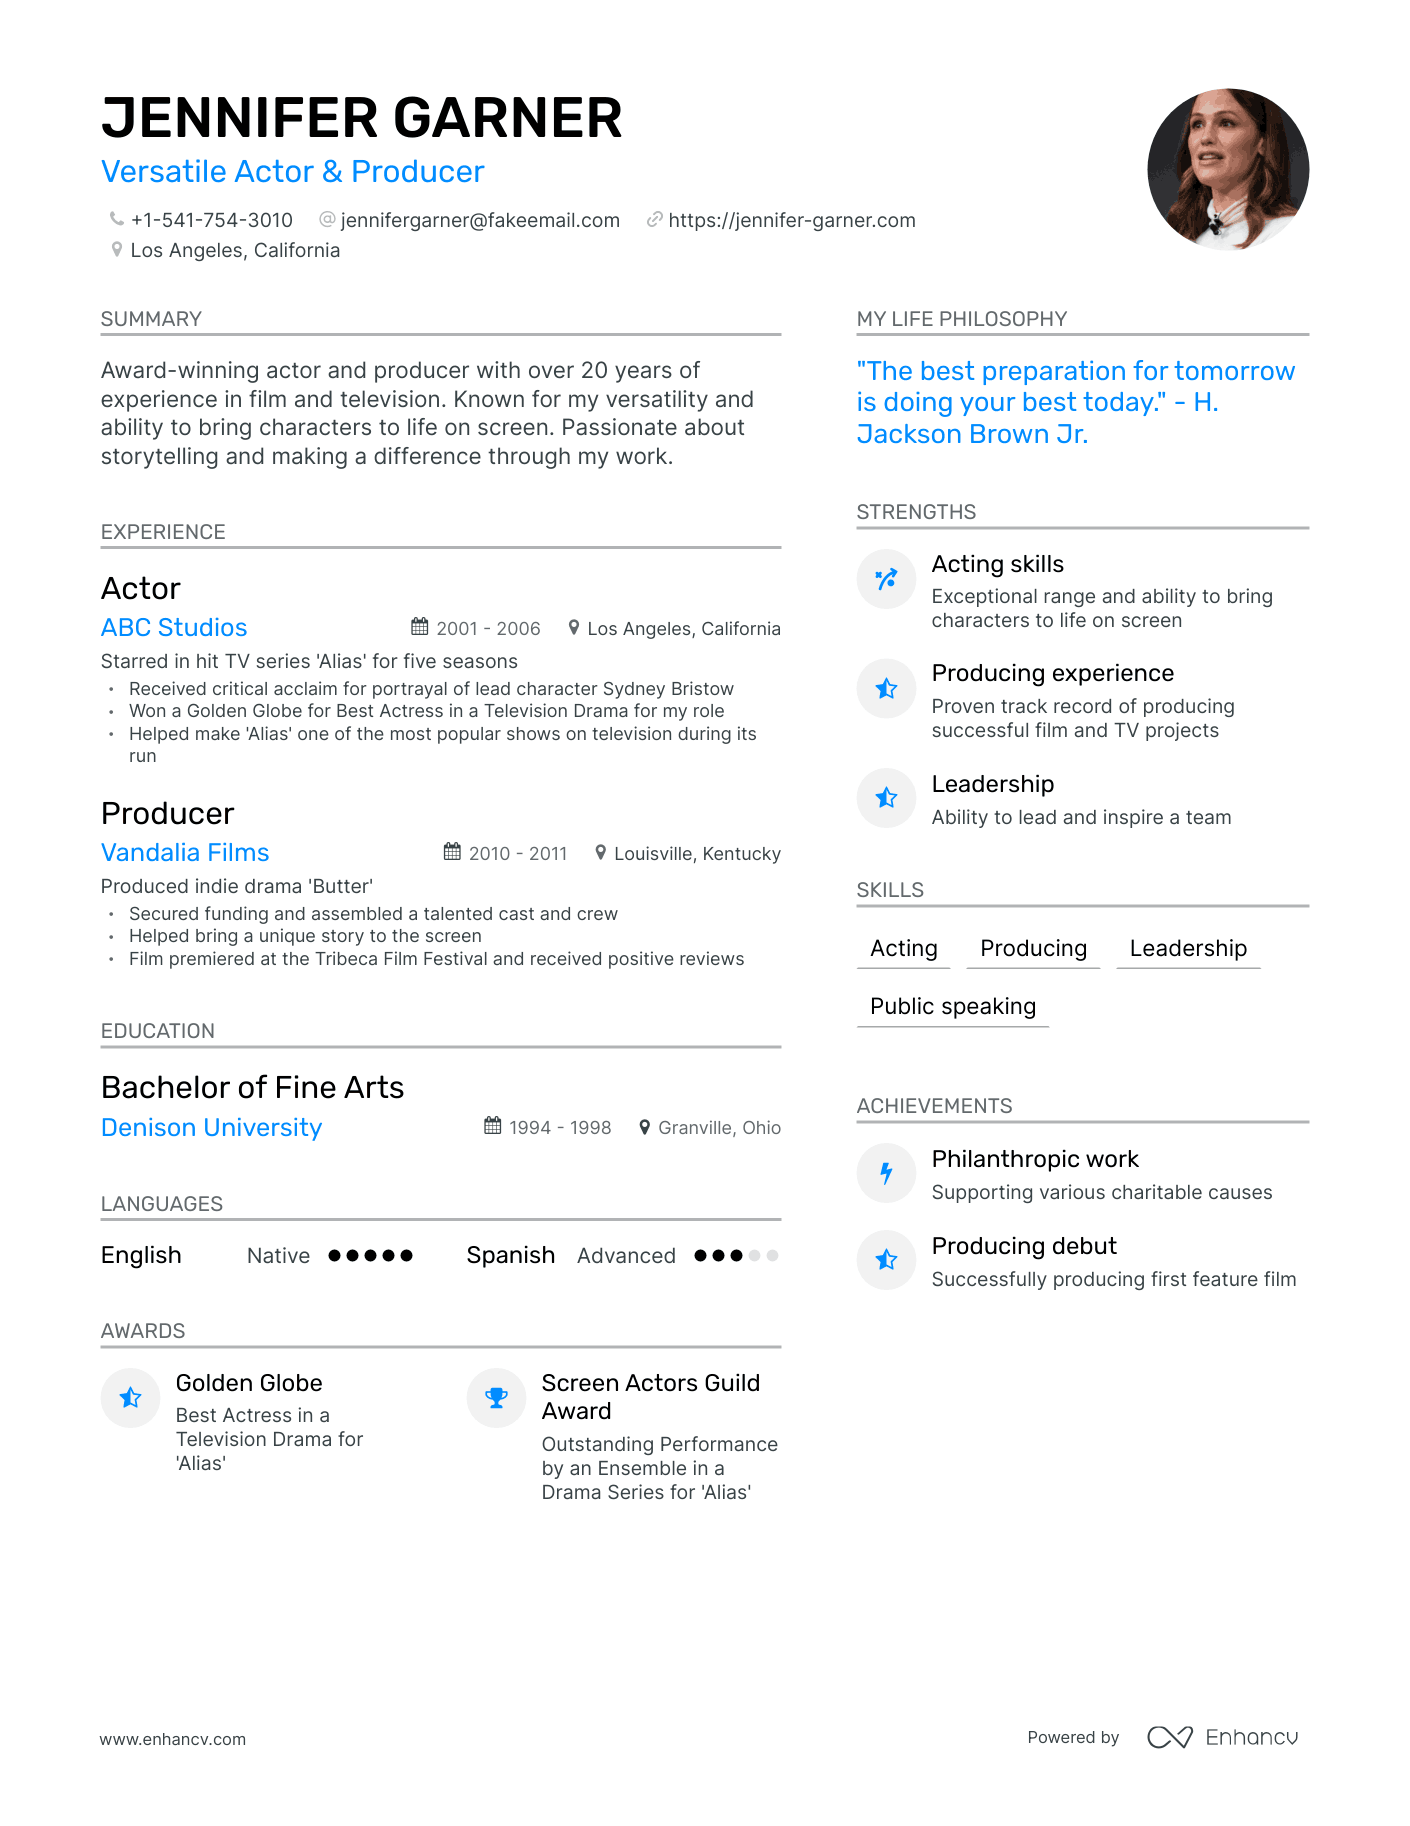 JENNIFER GARNER
Versatile Actor & Producer
+1-541-754-3010 @ jennifergarner@fakeemail.com https://jennifer-garner.com
Los Angeles, California
SUMMARY
Award-winning actor and producer with over 20 years of
experience in film and television. Known for my versatility and
ability to bring characters to life on screen. Passionate about
storytelling and making a difference through my work.
EXPERIENCE
Actor
ABC Studios 2001 - 2006 Los Angeles, California
Starred in hit TV series 'Alias' for five seasons
• Received critical acclaim for portrayal of lead character Sydney Bristow
• Won a Golden Globe for Best Actress in a Television Drama for my role
• Helped make 'Alias' one of the most popular shows on television during its
run
Producer
Vandalia Films 2010 - 2011 Louisville, Kentucky
Produced indie drama 'Butter'
• Secured funding and assembled a talented cast and crew
• Helped bring a unique story to the screen
• Film premiered at the Tribeca Film Festival and received positive reviews
EDUCATION
Bachelor of Fine Arts
Denison University 1994 - 1998 Granville, Ohio
LANGUAGES
English Native Spanish Advanced
AWARDS
Golden Globe
Best Actress in a
Television Drama for
'Alias'
Screen Actors Guild
Award
Outstanding Performance
by an Ensemble in a
Drama Series for 'Alias'
MY LIFE PHILOSOPHY
"The best preparation for tomorrow
is doing your best today." - H.
Jackson Brown Jr.
STRENGTHS
Acting skills
Exceptional range and ability to bring
characters to life on screen
Producing experience
Proven track record of producing
successful film and TV projects
Leadership
Ability to lead and inspire a team
SKILLS
Acting Producing Leadership
Public speaking
ACHIEVEMENTS
Philanthropic work
Supporting various charitable causes
Producing debut
Successfully producing first feature film
www.enhancv.com
Powered by Enhancv